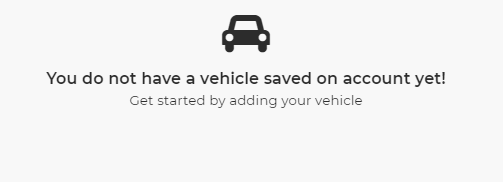 You do not have a vehicle saved on account yet!
Get started by adding your vehicle